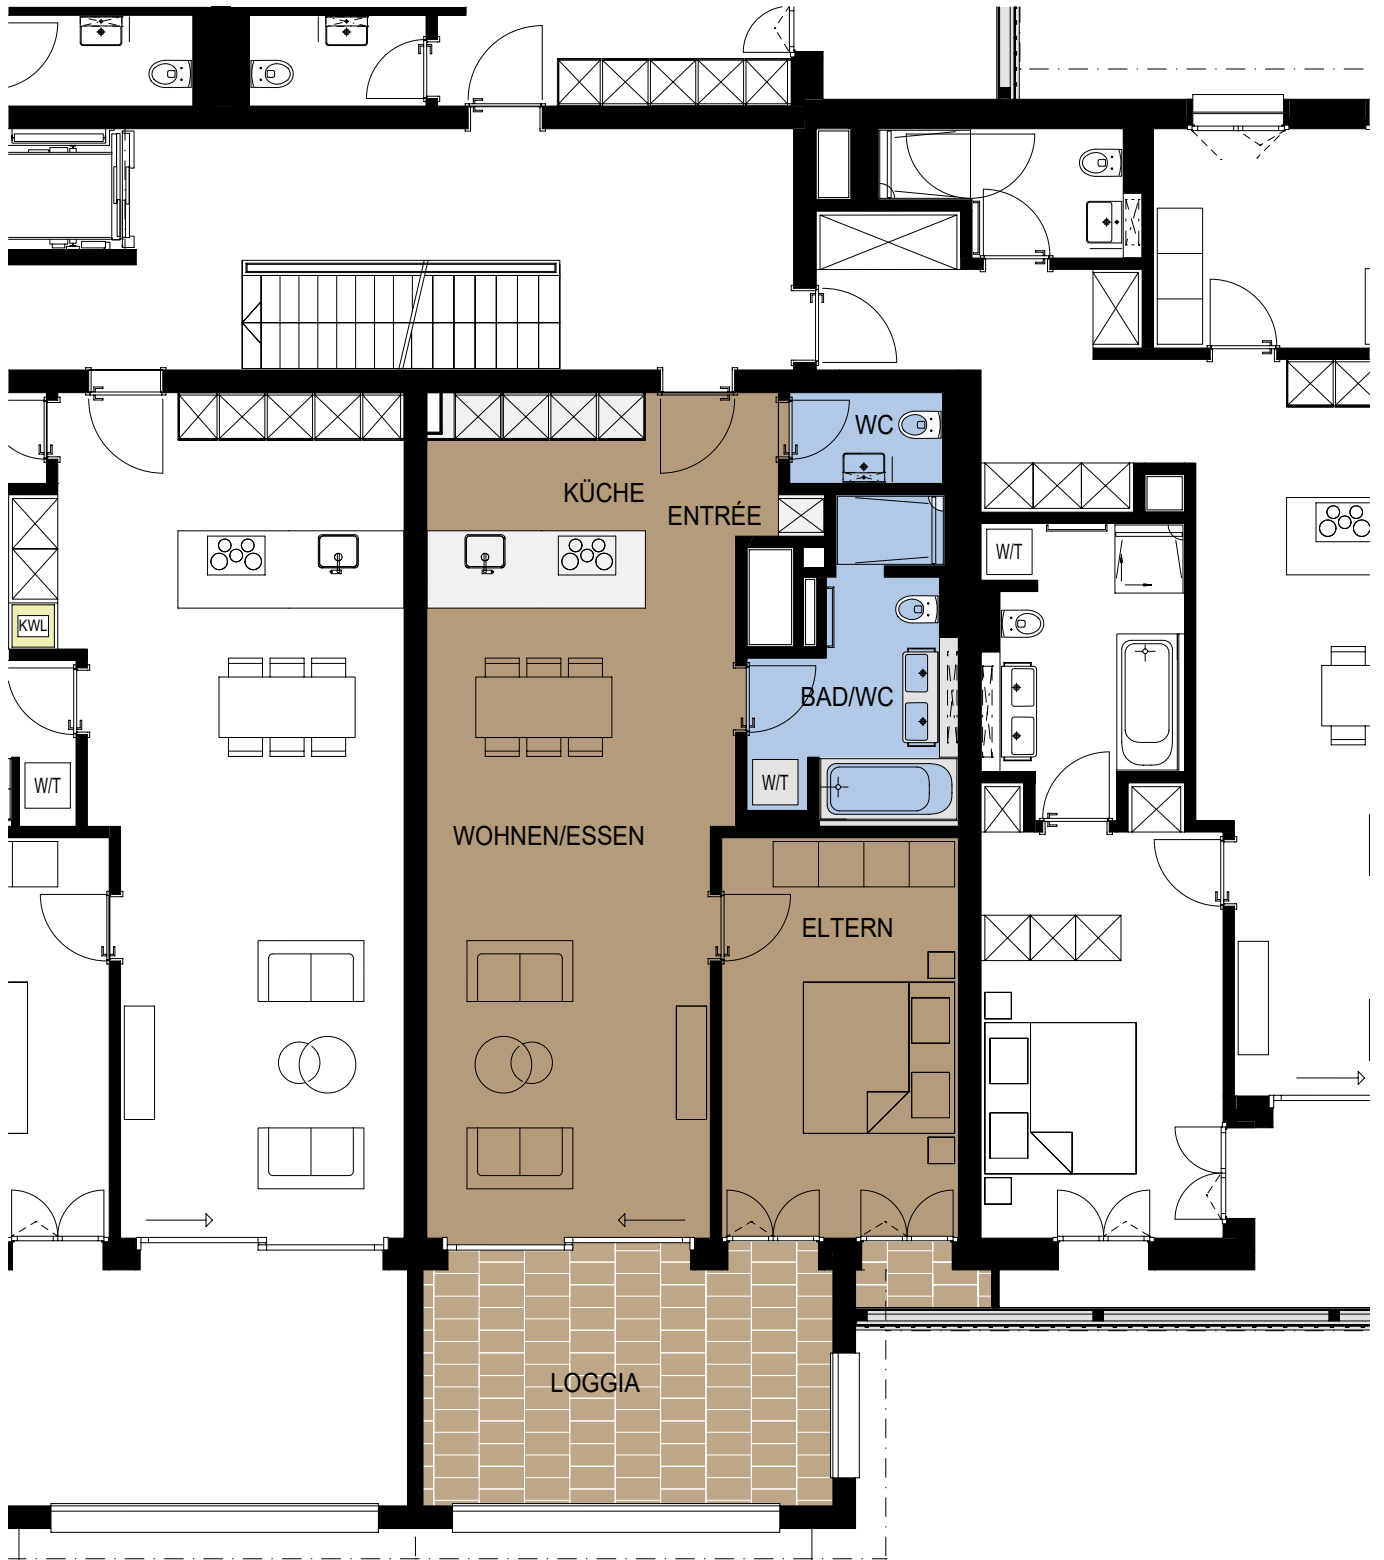 WC
KÜCHE
ENTRÉE
W/T
KWL
BAD/WC
W/T
W/T
WOHNEN/ESSEN
ELTERN
LOGGIA